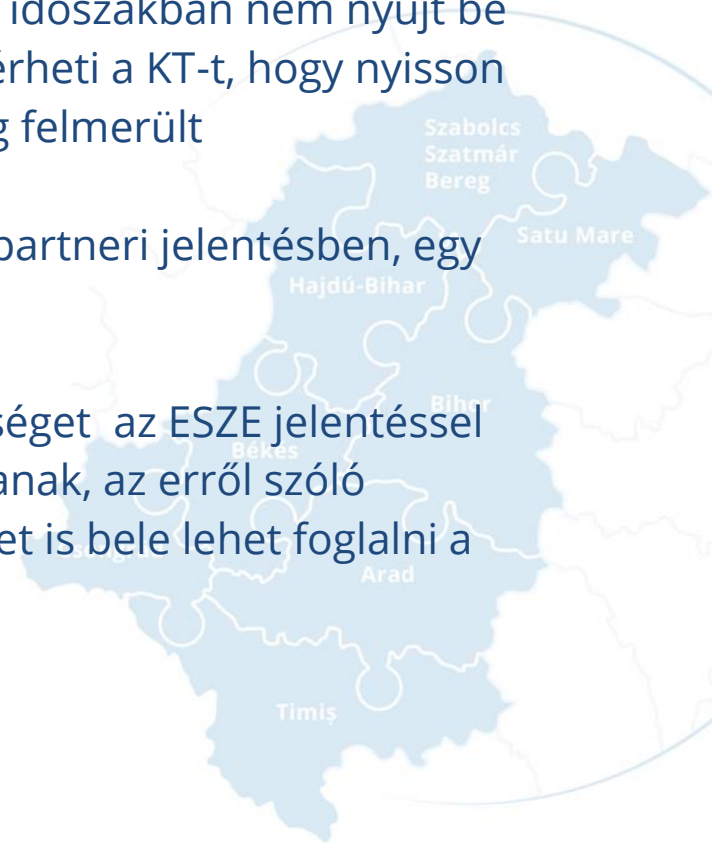 időszakban nem nyújt be
érheti a KT-t, hogy nyisson
g felmerült
Szabolcs
Szatmár
Bereg
partneri jelentésben, egy
Satu Mare
Hajdú-Bihar
Bihor
séget az ESZE jelentéssel
Békés
anak, az erről szóló
et is bele lehet foglalni a
Arad
Timiș